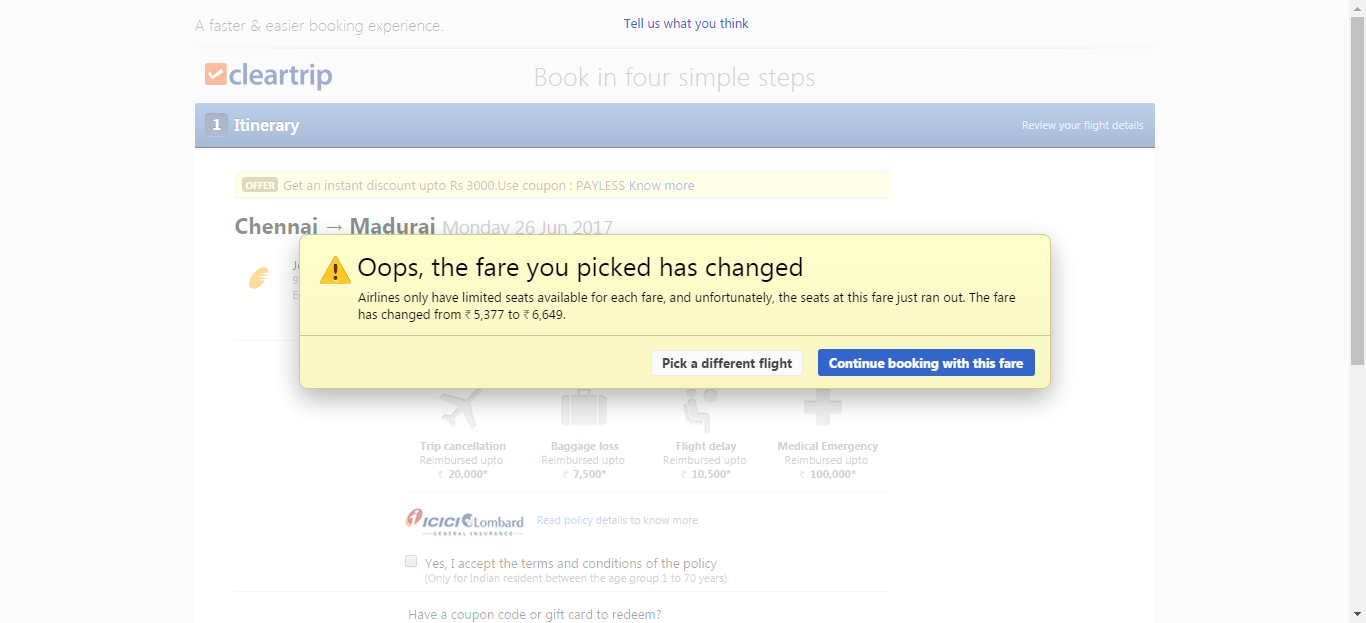 A faster & easier booking experience.
Tell us what you think
cleartrip
Book in four simple steps
1 Itinerary
Review your flight details
OFFER Get an instant discount upto Rs 3000.Use coupon : PAYLESS Know more
Chennai → Madurai Monday 26 Jun 2017
Oops, the fare you picked has changed
Airlines only have limited seats available for each fare, and unfortunately, the seats at this fare just ran out. The fare
has changed from ₹ 5,377 to ₹ 6,649.
Pick a different flight
Continue booking with this fare
Trip cancellation
Reimbursed upto
₹ 20,000*
Baggage loss
Reimbursed upto
₹ 7,500*
Flight delay
Reimbursed upto
₹ 10,500*
Medical Emergency
Reimbursed upto
₹ 100,000*
ICICI Lombard
GENERAL INSURANCE
Read policy details to know more
Yes, I accept the terms and conditions of the policy
(Only for Indian resident between the age group 1 to 70 years)
Have a coupon code or gift card to redeem?